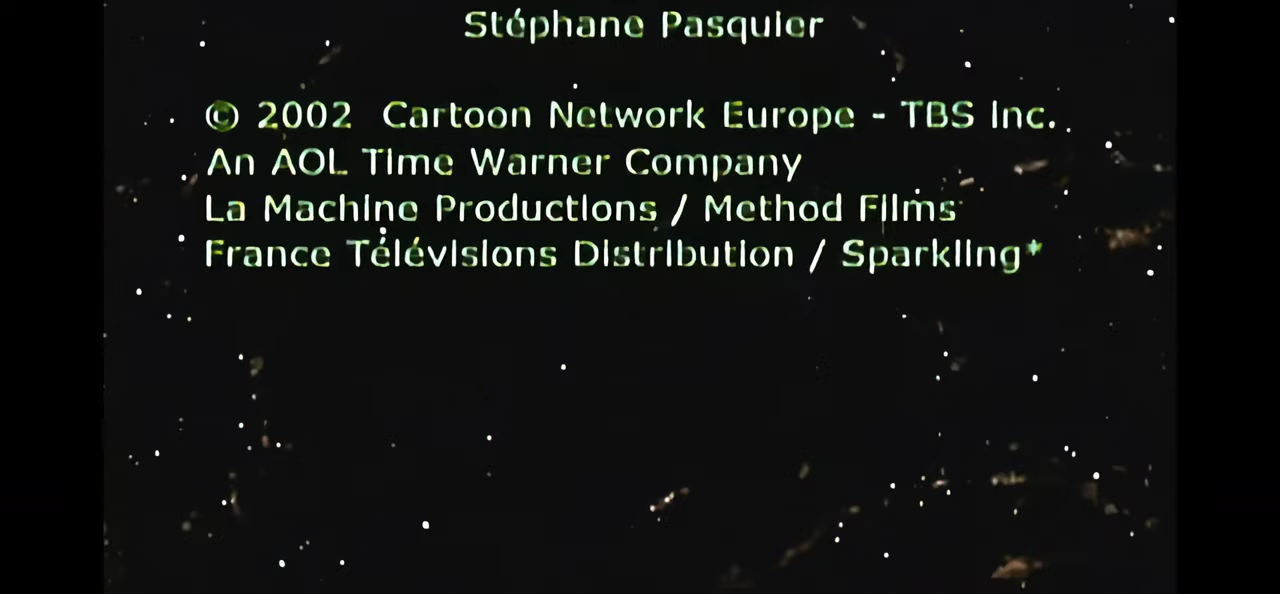 Stéphane Pasquier
© 2002 Cartoon Network Europe - TBS Inc.
An AOL Time Warner Company
La Machine Productions / Method Films
France Télévisions Distribution / Sparkling*